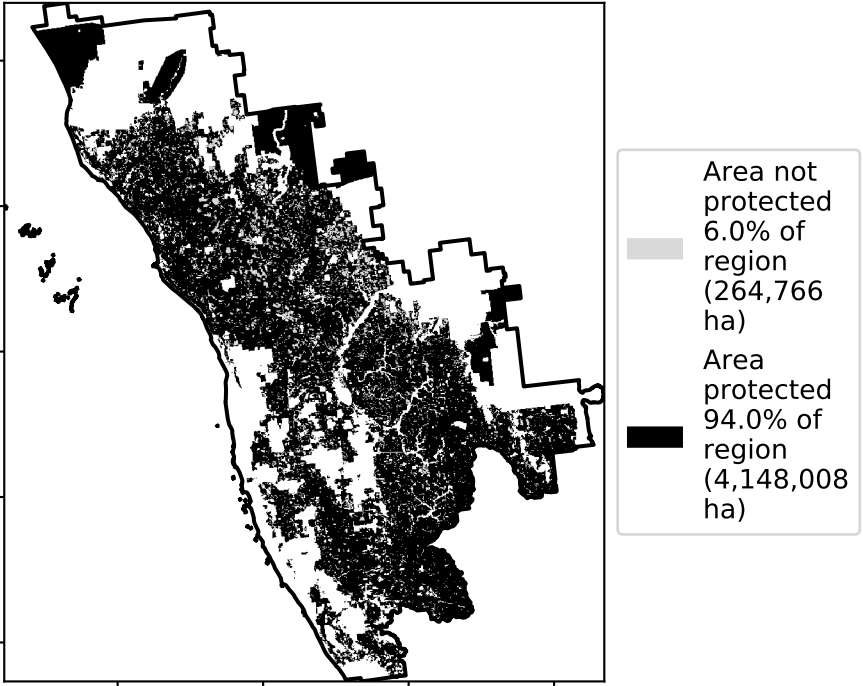 Area not
protected
6.0% of
region
(264,766
ha)
Area
protected
94.0% of
region
(4,148,008
ha)